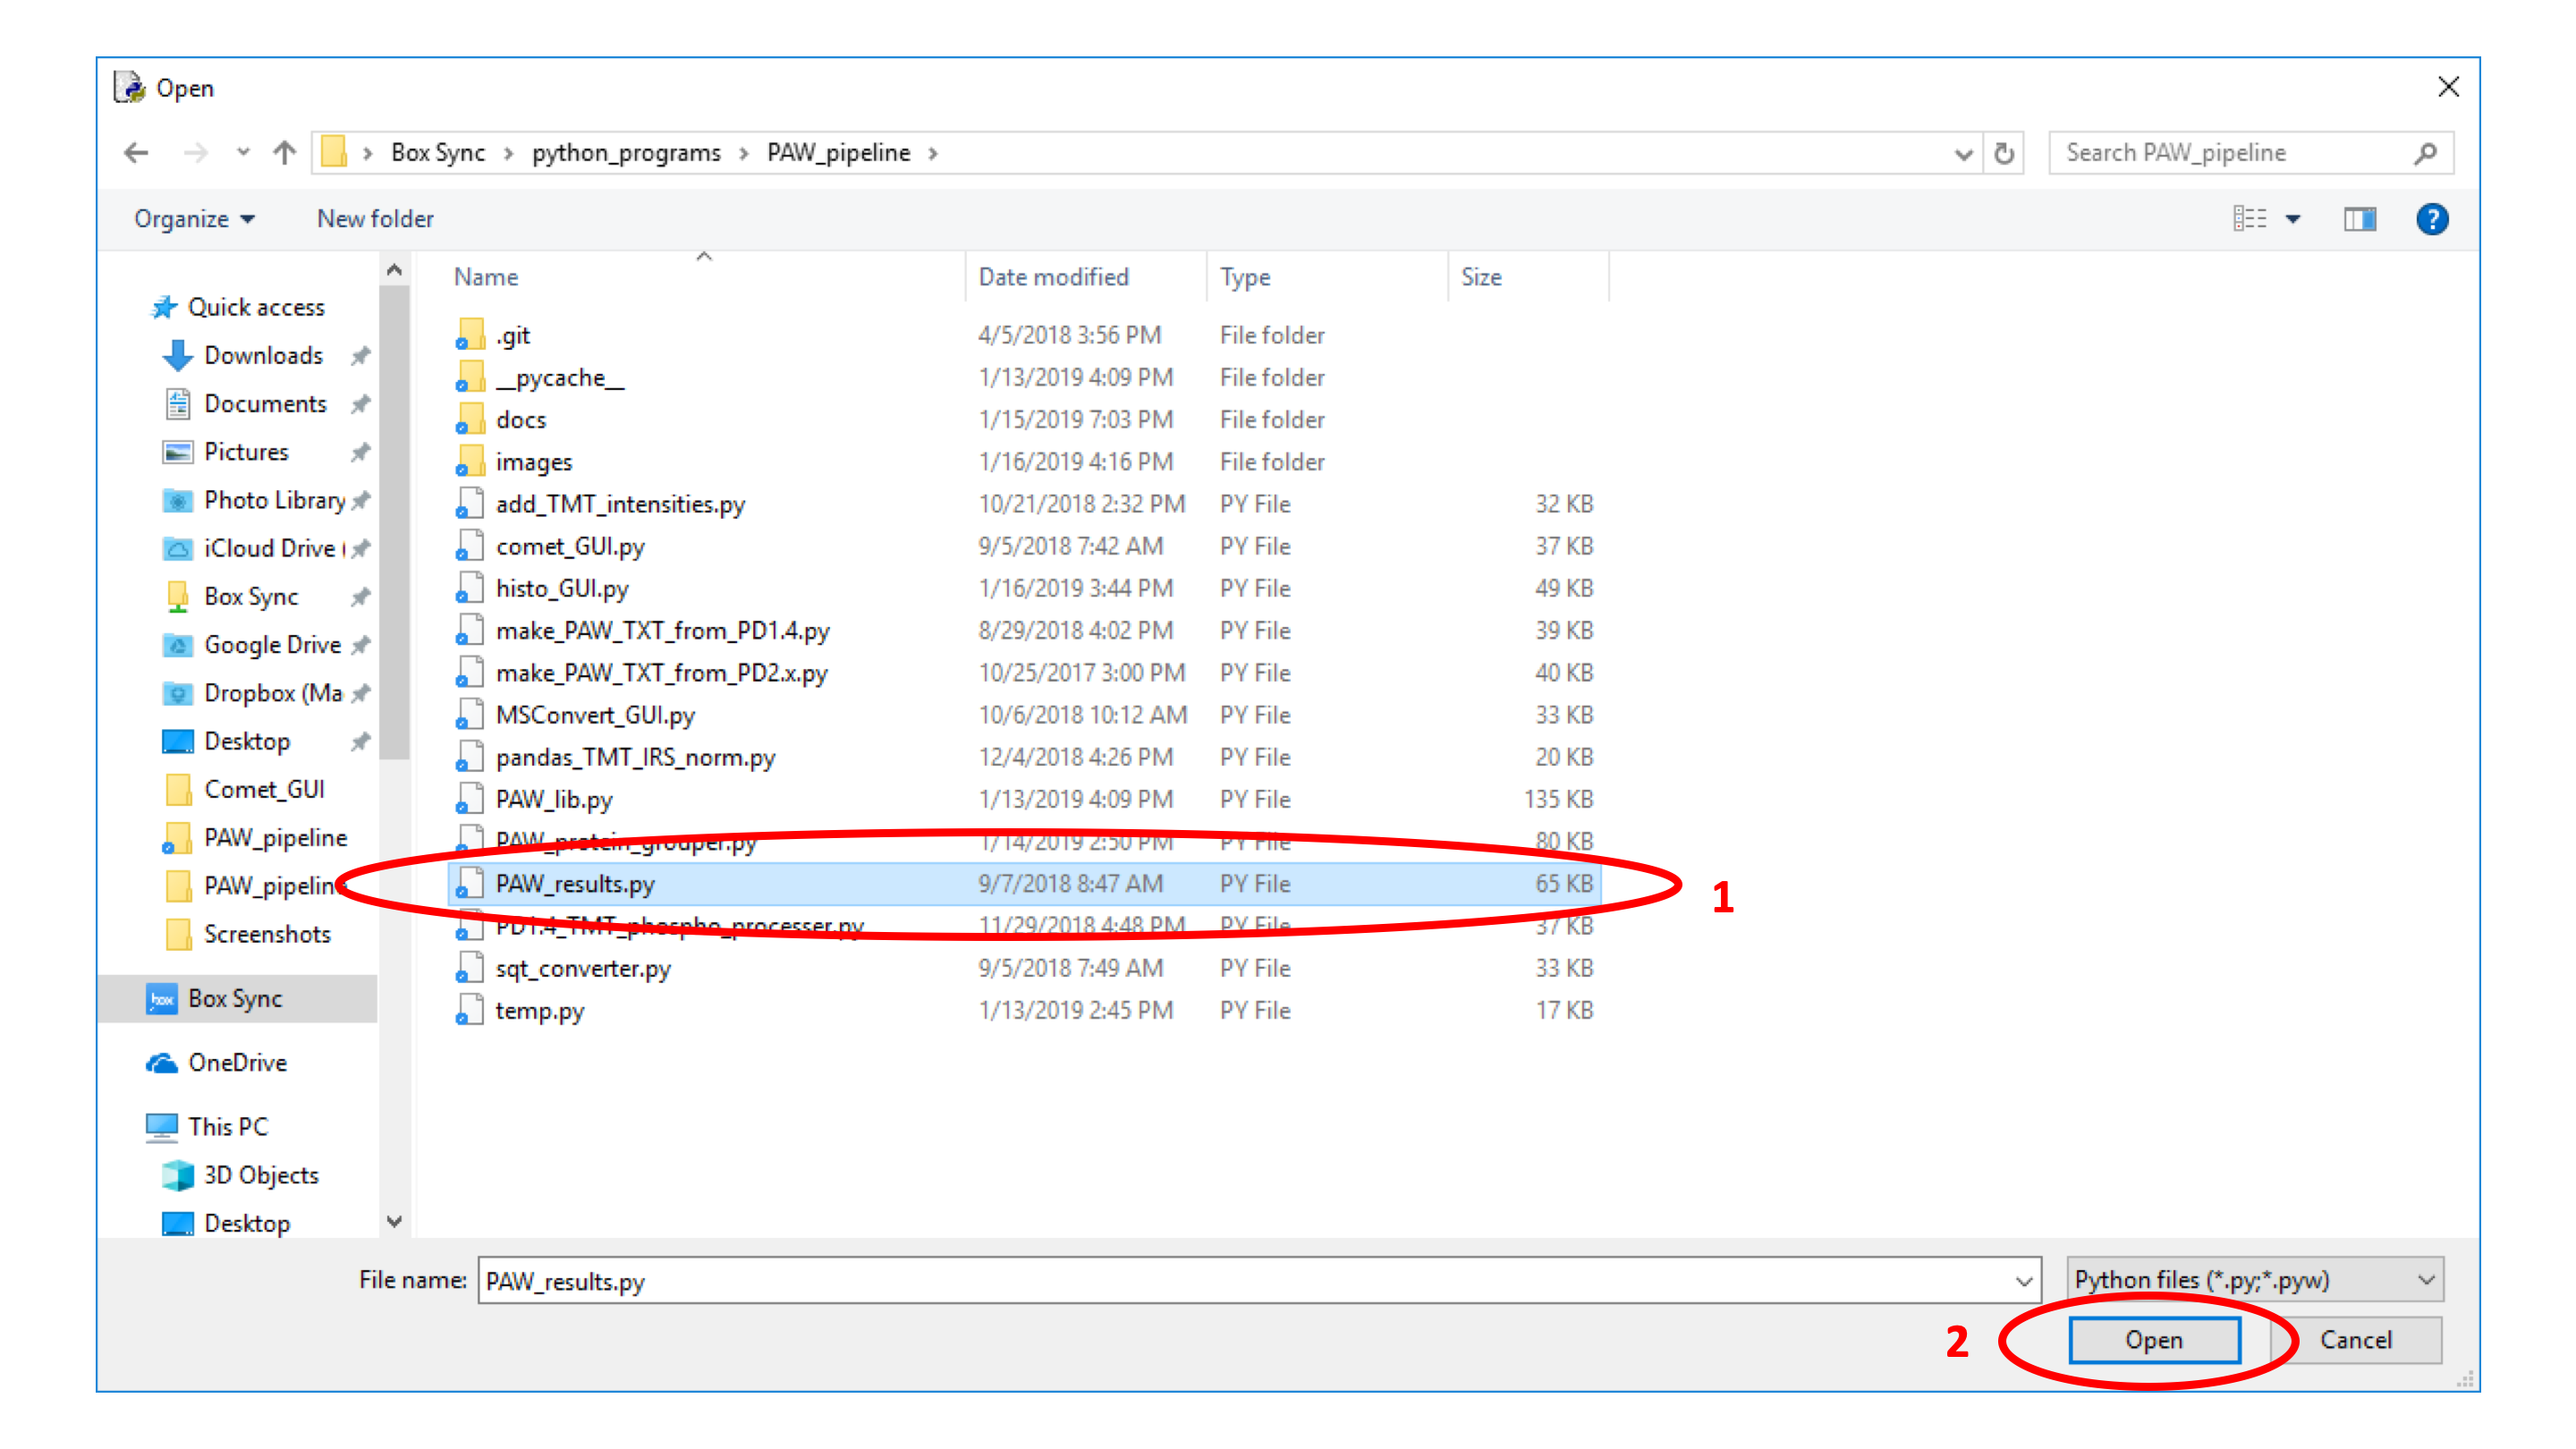 Open
Box Sync > python_programs > PAW_pipeline >
Search PAW_pipeline
Organize
New folder
Name Date modified Type Size
Quick access
Downloads
Documents
Pictures
Photo Library
iCloud Drive (
Box Sync
Google Drive
Dropbox (Ma
Desktop
Comet_GUI
PAW_pipeline
PAW_pipeline
Screenshots
Box Sync
OneDrive
This PC
3D Objects
Desktop
.git 4/5/2018 3:56 PM File folder
__pycache__ 1/13/2019 4:09 PM File folder
docs 1/15/2019 7:03 PM File folder
images 1/16/2019 4:16 PM File folder
add_TMT_intensities.py 10/21/2018 2:32 PM PY File 32 KB
comet_GUI.py 9/5/2018 7:42 AM PY File 37 KB
histo_GUI.py 1/16/2019 3:44 PM PY File 49 KB
make_PAW_TXT_from_PD1.4.py 8/29/2018 4:02 PM PY File 39 KB
make_PAW_TXT_from_PD2.x.py 10/25/2017 3:00 PM PY File 40 KB
MSConvert_GUI.py 10/6/2018 10:12 AM PY File 33 KB
pandas_TMT_IRS_norm.py 12/4/2018 4:26 PM PY File 20 KB
PAW_lib.py 1/13/2019 4:09 PM PY File 135 KB
PAW_protein_grouper.py 1/14/2019 2:50 PM PY File 80 KB
PAW_results.py 9/7/2018 8:47 AM PY File 65 KB
1
PD1.4_TMT_phospho_processer.py 11/29/2018 4:48 PM PY File 37 KB
sqt_converter.py 9/5/2018 7:49 AM PY File 33 KB
temp.py 1/13/2019 2:45 PM PY File 17 KB
File name: PAW_results.py
Python files (*.py;*.pyw)
2
Open
Cancel